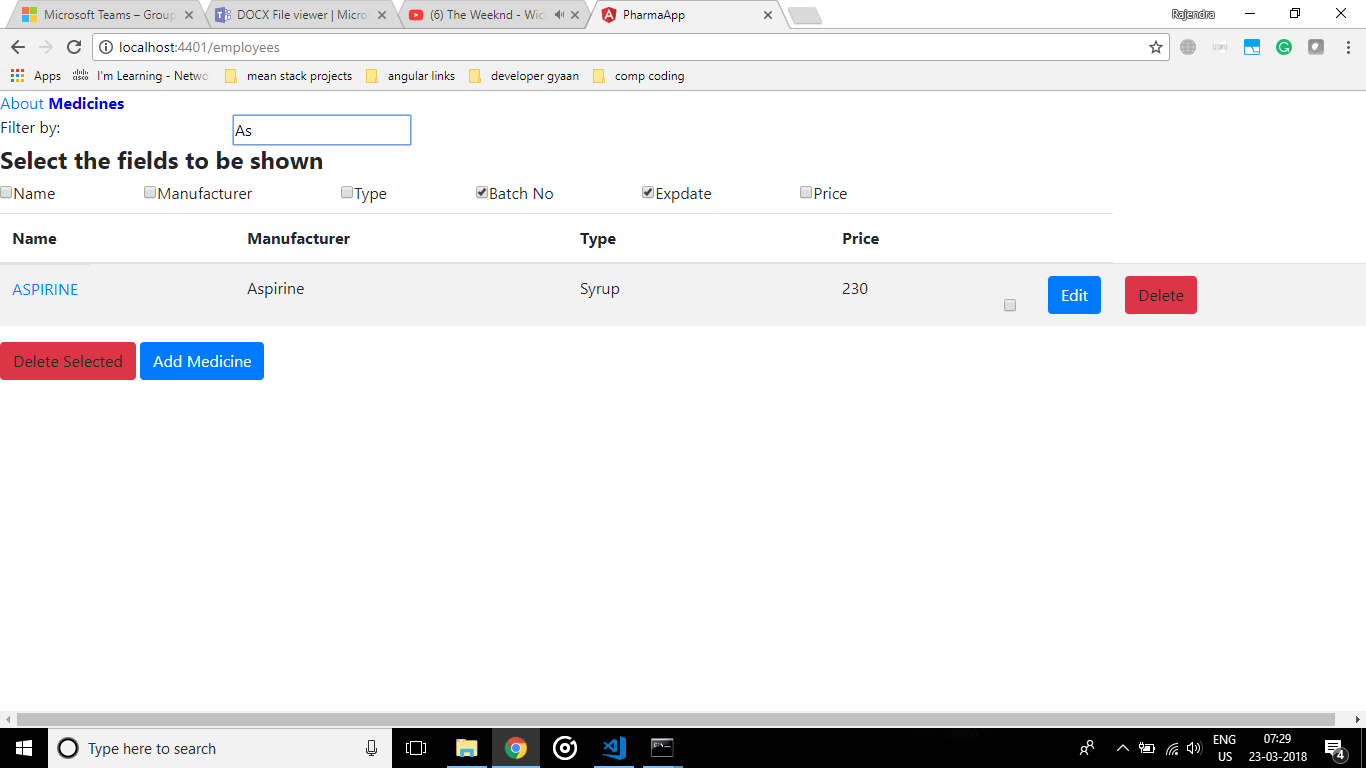 Microsoft Teams – Group
DOCX File viewer | Micro
(6) The Weeknd - Wic
PharmaApp
Rajendra
localhost:4401/employees
Apps
I'm Learning - Netwo
mean stack projects
angular links
developer gyaan
comp coding
About Medicines
Filter by:
As
Select the fields to be shown
Name Manufacturer Type Batch No Expdate Price
Name Manufacturer Type Price
ASPIRINE Aspirine Syrup 230 Edit Delete
Delete Selected Add Medicine
Type here to search
ENG
US
07:29
23-03-2018
4